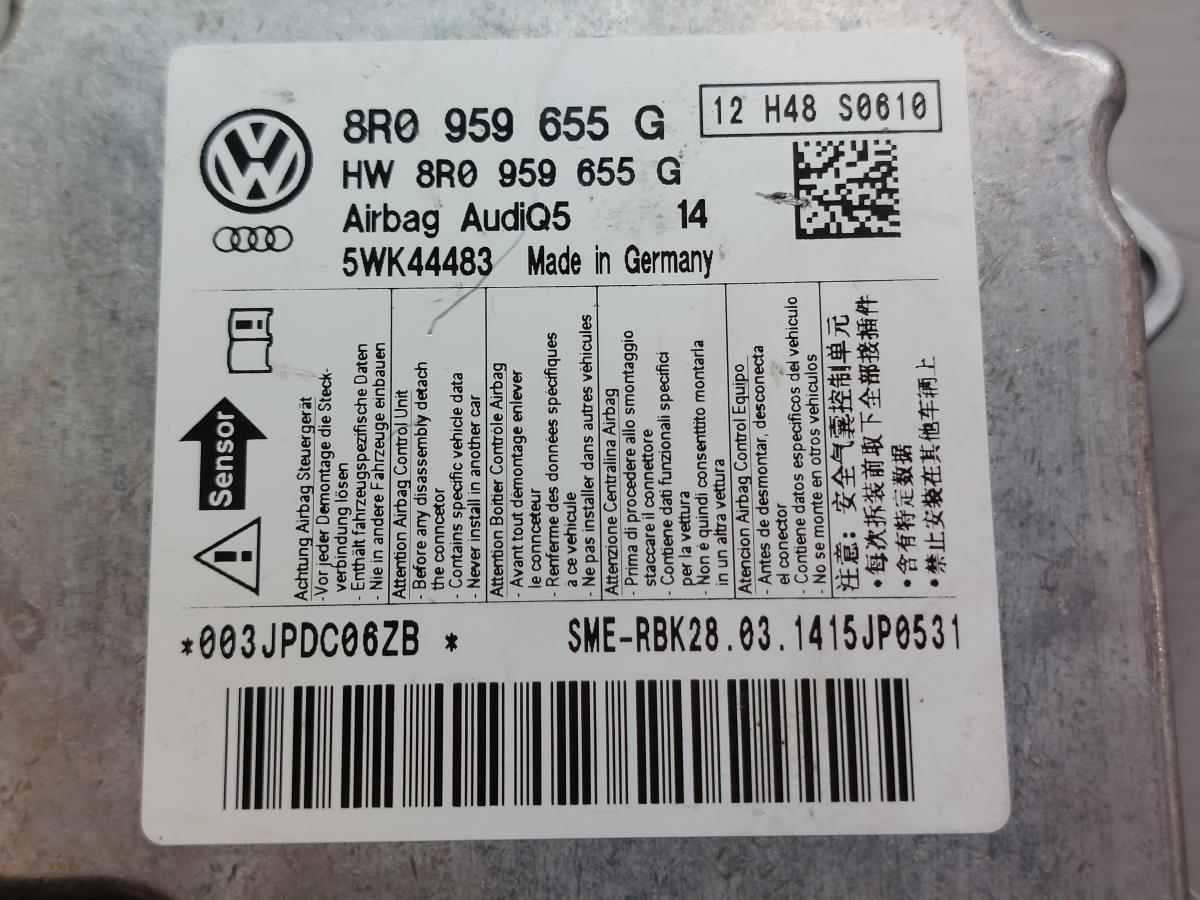 8R0 959 655 G
12 H48 S0610
HW 8R0 959 655 G
Airbag AudiQ5 14
5WK44483 Made in Germany
Sensor
Achtung Airbag Steuergerät
- Vor jeder Demontage die Steck-
verbindung lösen
- Enthält fahrzeugspezifische Daten
- Nie in andere Fahrzeuge einbauen
Attention Airbag Control Unit
- Before any disassembly detach
the conncetor
- Contains specific vehicle data
- Never install in another car
Attention Boîtier Controle Airbag
- Avant tout démontage enlever
le connceteur
- Renferme des données spécifiques
à ce vehicule
- Ne pas installer dans autres véhicules
Attenzione Centralina Airbag
- Prima di procedere allo smontaggio
staccare il connettore
- Contiene dati funzionali specifici
per la vettura
- Non é quindi consentittito montarla
in un altra vettura
Atencion Airbag Control Equipo
- Antes de desmontar, desconecta
el conector
- Contiene datos especificos del vehiculo
- No se monte en otros vehiculos
注意: 安全气囊控制单元
•每次拆装前取下全部接插件
•含有特定数据
•禁止安装在其他车辆上
*003JPDC06ZB *
SME-RBK28.03.1415JP0531